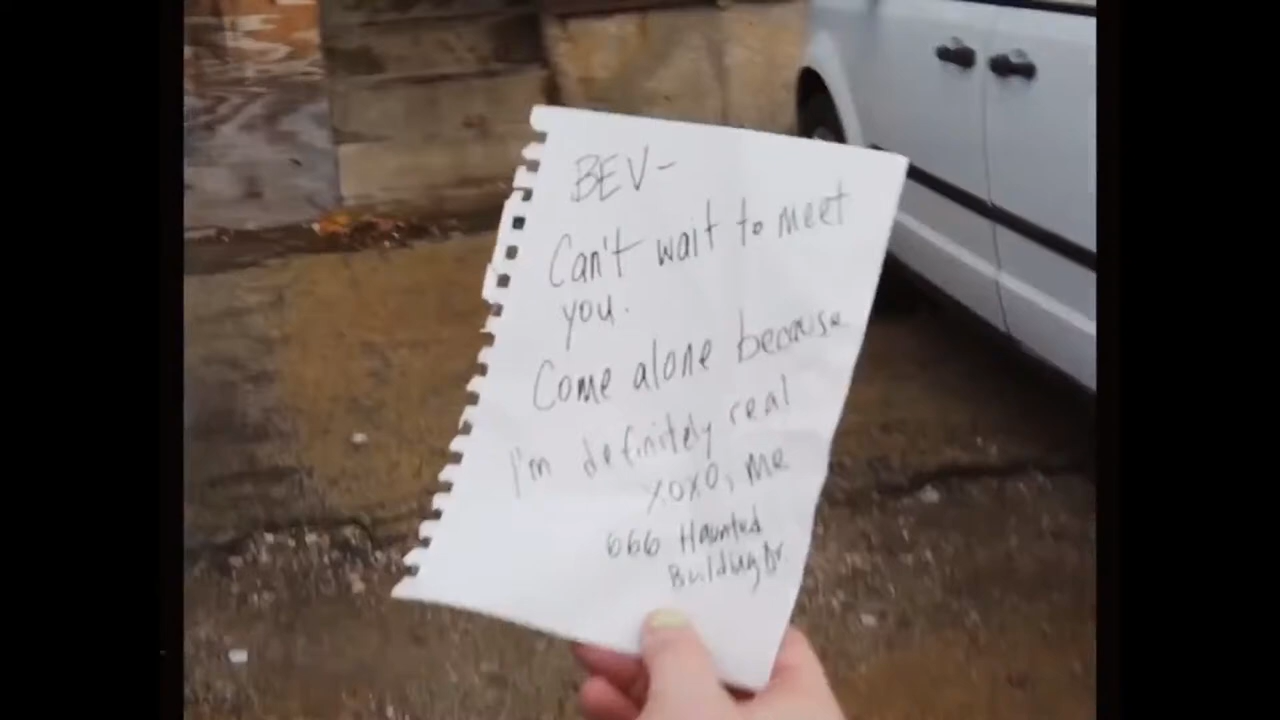 BEV-
Can't wait to meet
you.
Come alone because
I'm definitely real
xoxo, me
666 Haunted
Building Dr.